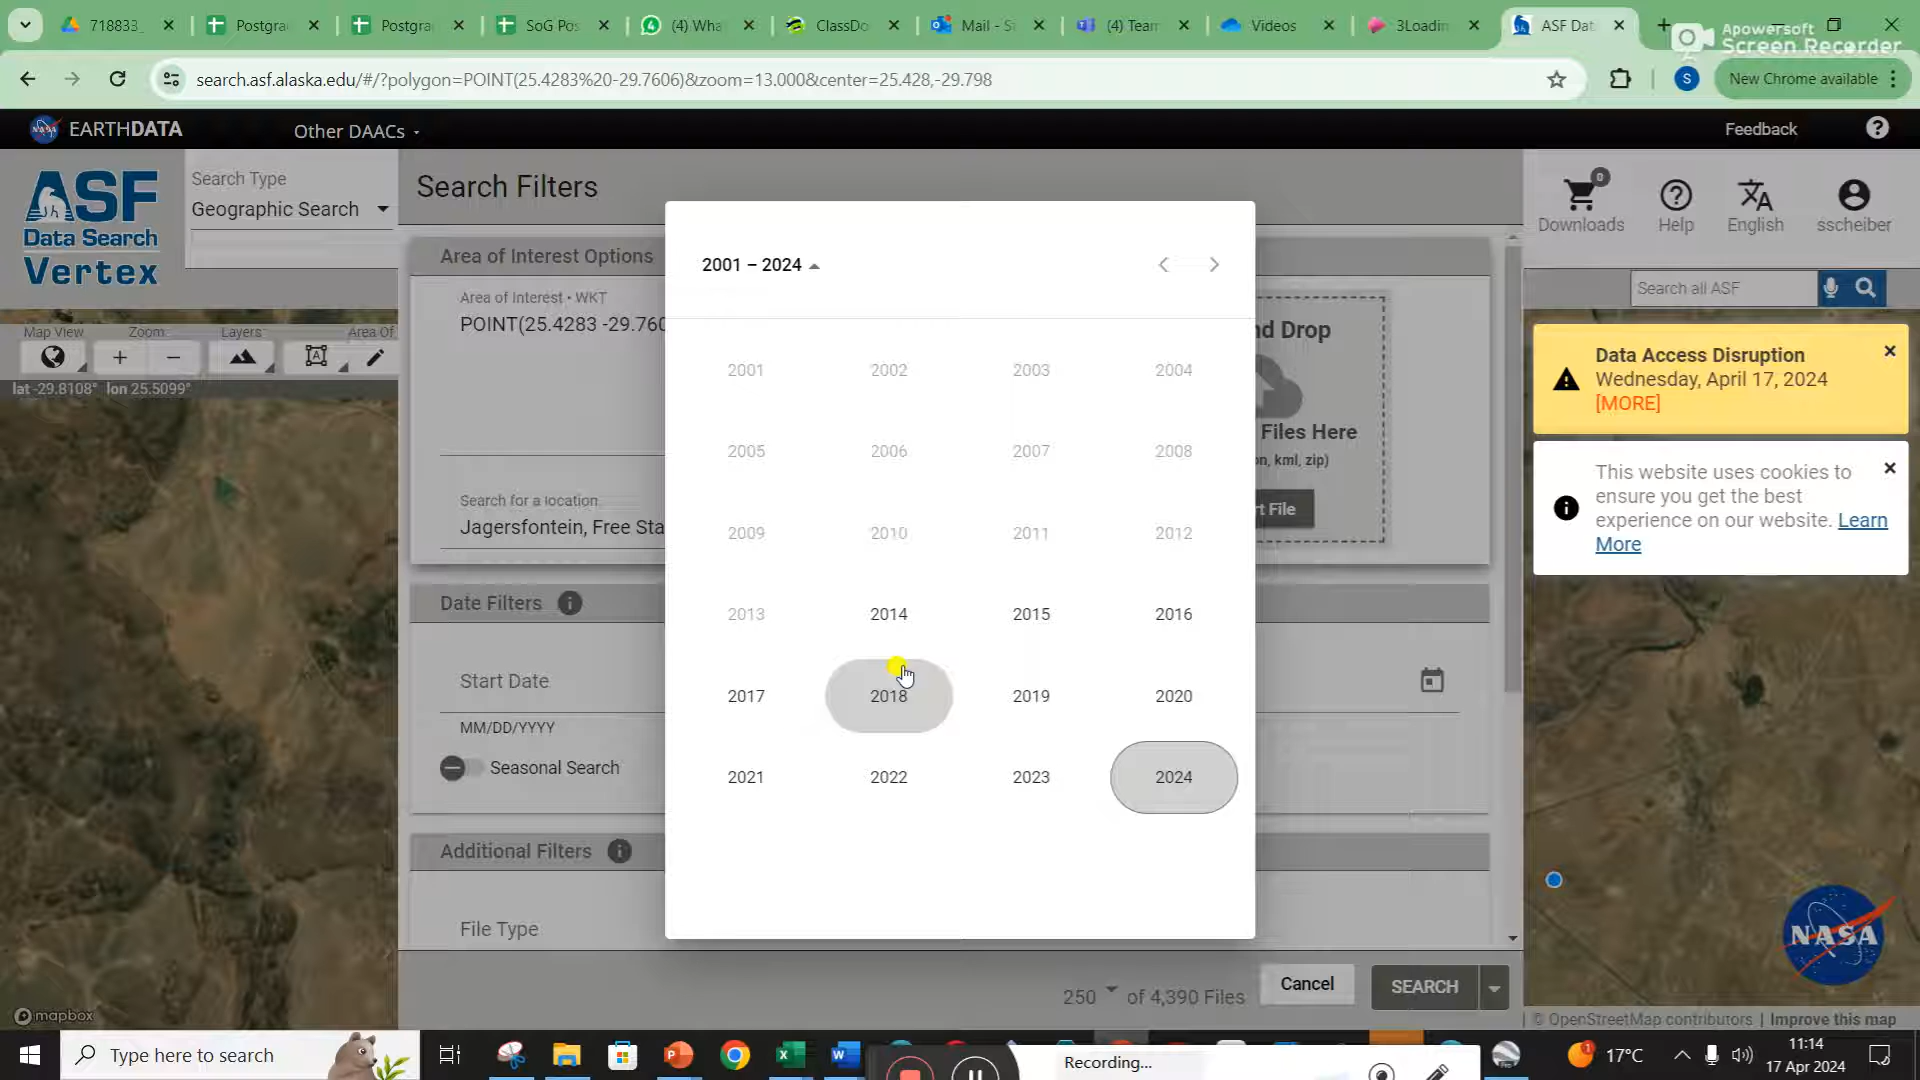 718833_
Postgra
Postgra
SoG Pos
(4) Wha
ClassDo
Mail - S
(4) Team
Videos
3Loadin
ASF Dat
Apowersoft
Screen Recorder
search.asf.alaska.edu/#/?polygon=POINT(25.4283%20-29.7606)&zoom=13.000&center=25.428,-29.798
S
New Chrome available
NASA
EARTHDATA
Other DAACs
Feedback
ASF
Data Search
Vertex
Search Type
Geographic Search
Search Filters
0
Downloads
Help
English
sscheiber
Search all ASF
Map View
Zoom
Layers
Area Of
lat -29.8108° lon 25.5099°
Area of Interest Options
Area of Interest • WKT
POINT(25.4283 -29.760
Search for a location
Jagersfontein, Free Sta
nd Drop
Files Here
n, kml, zip)
t File
2001 – 2024
2001 2002 2003 2004
2005 2006 2007 2008
2009 2010 2011 2012
2013 2014 2015 2016
2017 2018 2019 2020
2021 2022 2023 2024
Data Access Disruption
Wednesday, April 17, 2024
[MORE]
This website uses cookies to
ensure you get the best
experience on our website. Learn
More
Date Filters
Start Date
MM/DD/YYYY
Seasonal Search
Additional Filters
File Type
250 of 4,390 Files
Cancel
SEARCH
NASA
mapbox
© OpenStreetMap contributors | Improve this map
Type here to search
Recording...
17°C
11:14
17 Apr 2024